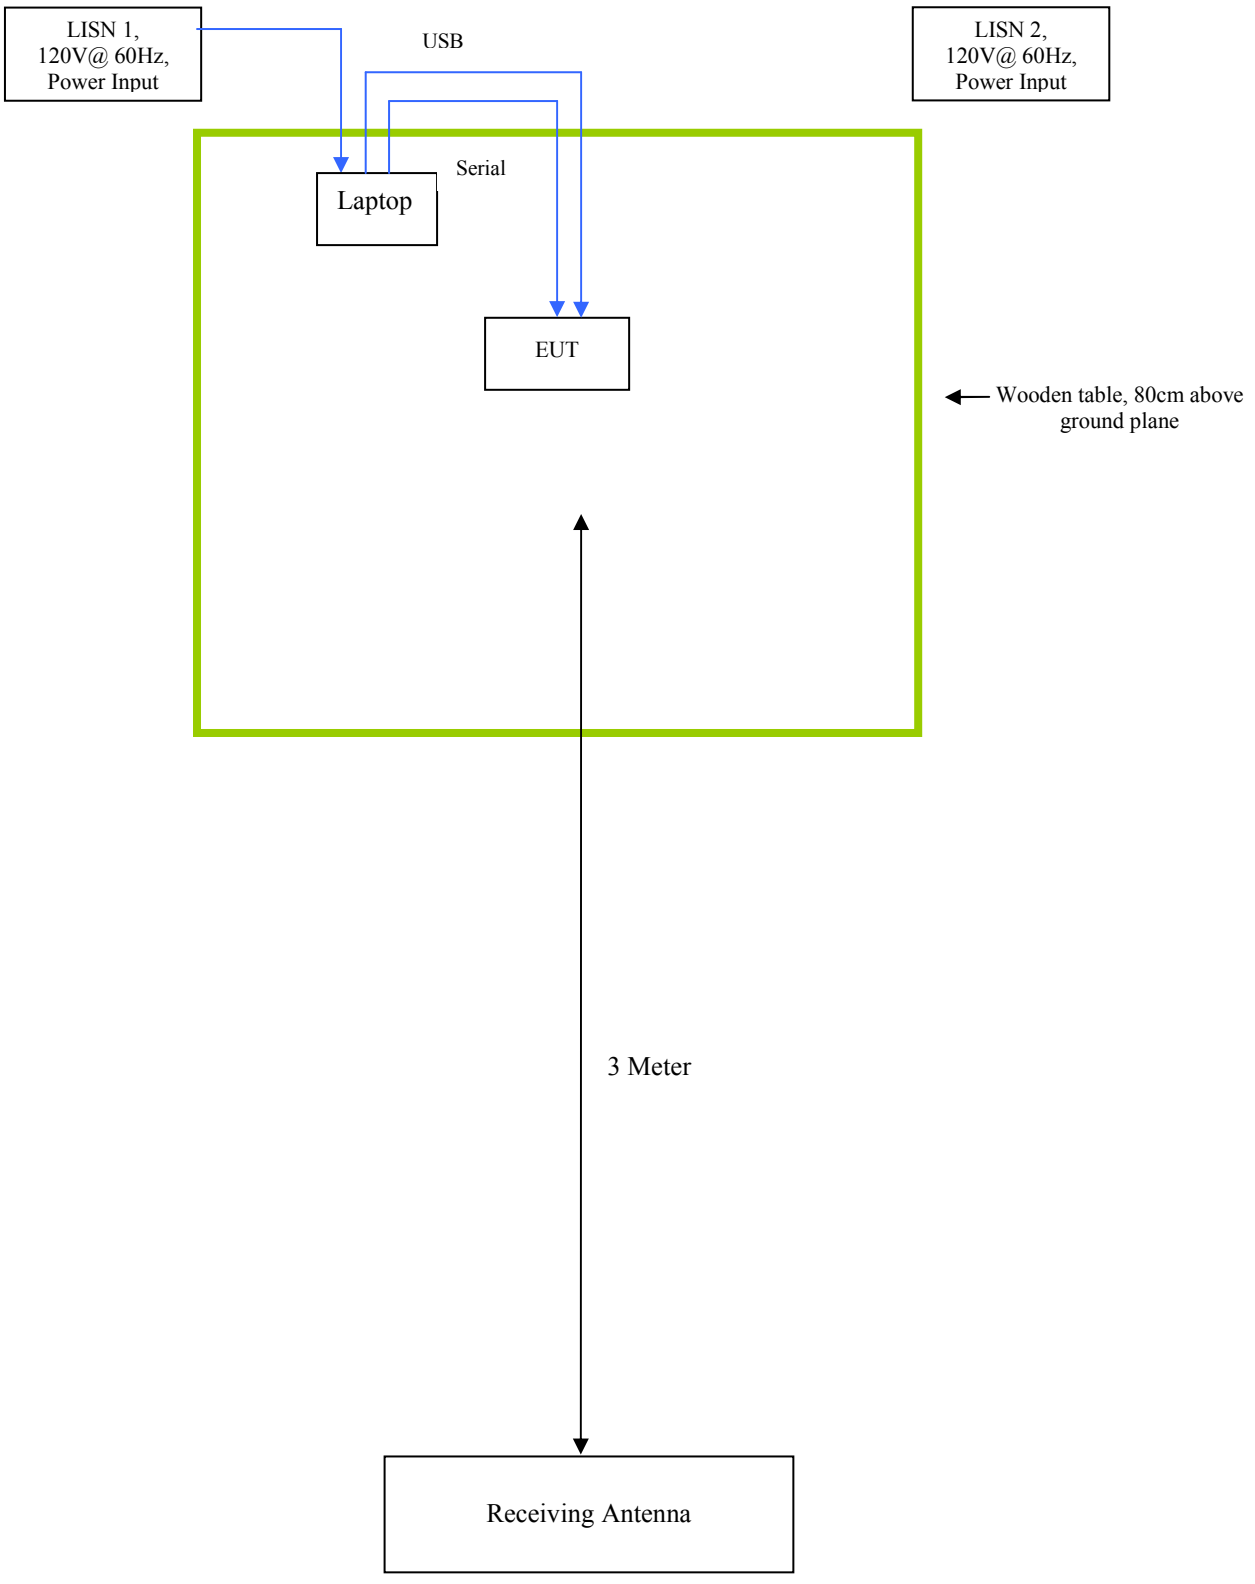 LISN 1,
120V@ 60Hz,
Power Input
USB
LISN 2,
120V@ 60Hz,
Power Input
Serial
Laptop
EUT
Wooden table, 80cm above
ground plane
3 Meter
Receiving Antenna